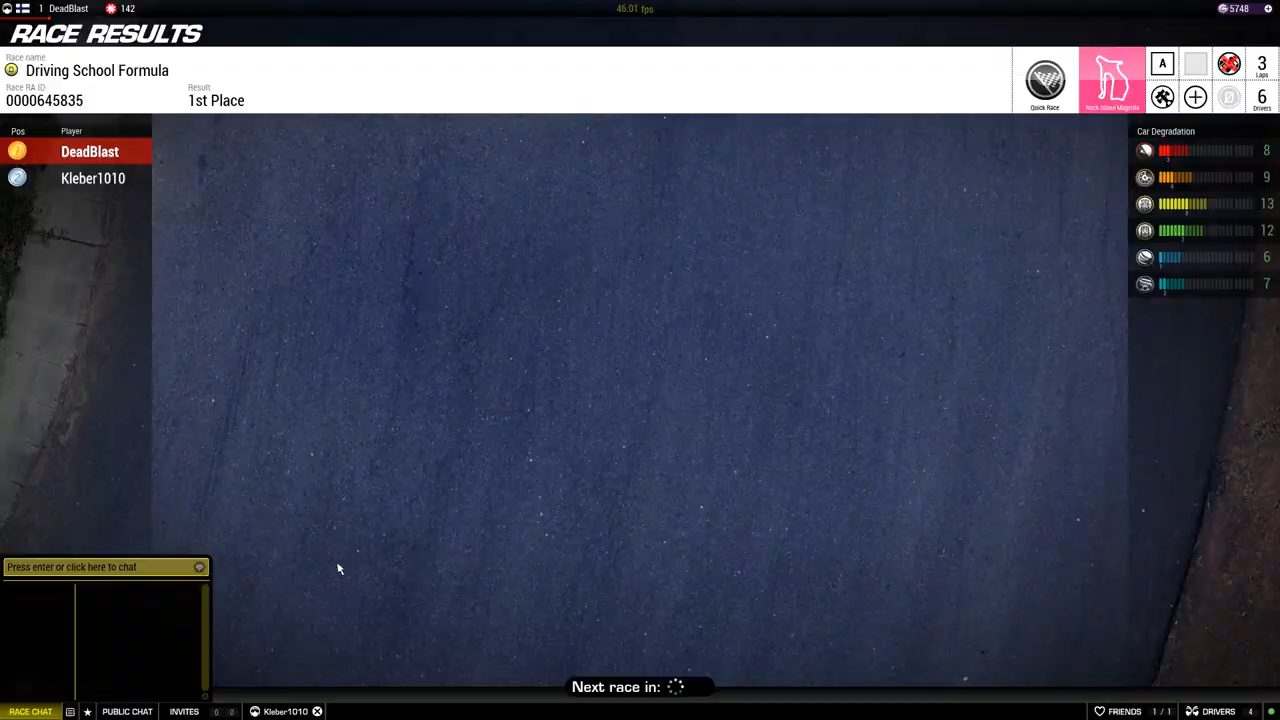 1 DeadBlast 142 46.01 fps 5748
RACE RESULTS
Race name
Driving School Formula
Race RA ID Result
0000645835 1st Place
Quick Race
Rock Island Magenta
A
3
Laps
6
Drivers
Pos Player
DeadBlast
Kleber1010
Car Degradation
8
9
13
12
6
7
Press enter or click here to chat
Next race in:
RACE CHAT PUBLIC CHAT INVITES 0 0 Kleber1010 FRIENDS 1 / 1 DRIVERS 4